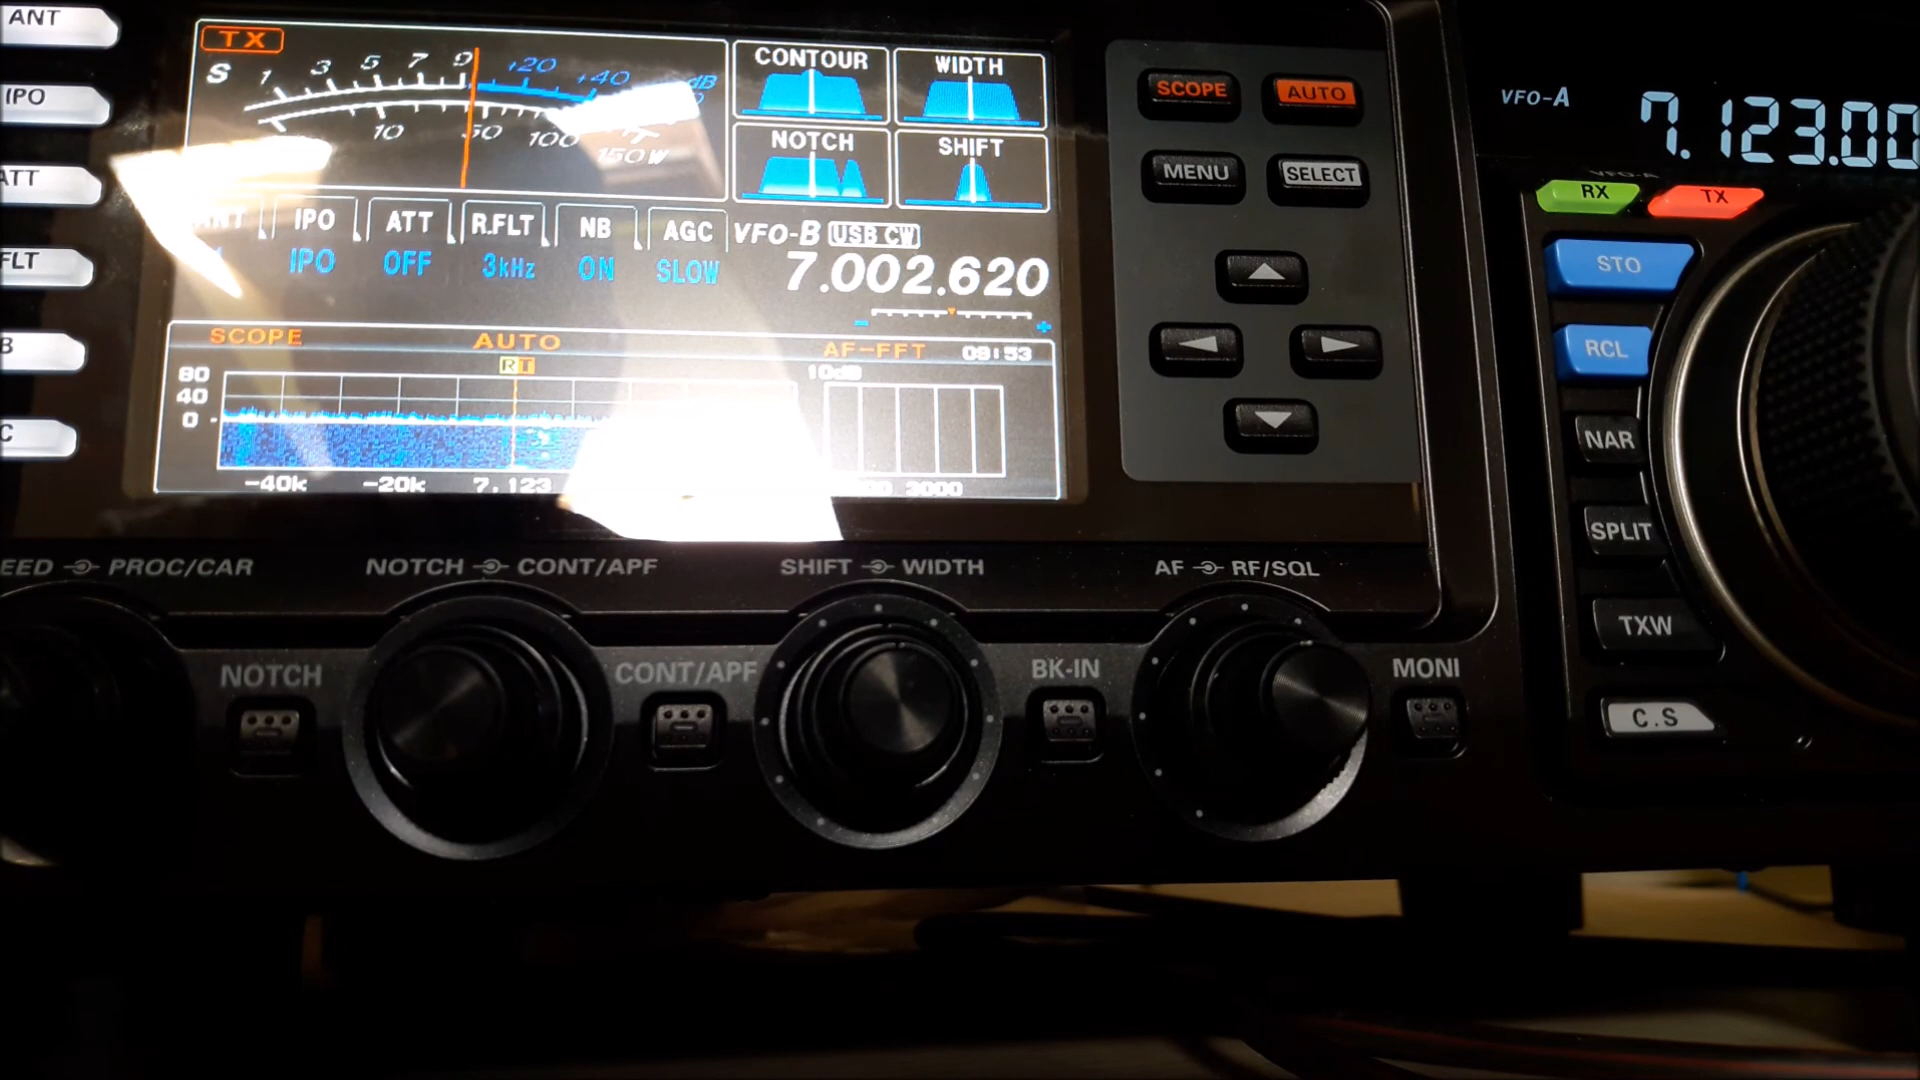 ANT
IPO
ATT
FLT
B
C
TX
S 1 3 5 7 9 +20 +40 dB
10 50 100 150 W
CONTOUR
WIDTH
NOTCH
SHIFT
IPO ATT R.FLT NB AGC
IPO OFF 3kHz ON SLOW
VFO-B USB CW
7.002.620
- +
SCOPE AUTO AF-FFT 08:53
RT
10dB
80
40
0
-40k -20k 7.123 2000
SCOPE
AUTO
MENU
SELECT
VFO-A
7.123.00
VFO-A
RX
TX
STO
RCL
NAR
SPLIT
TXW
C.S
EED PROC/CAR
NOTCH CONT/APF
SHIFT WIDTH
AF RF/SQL
NOTCH
CONT/APF
BK-IN
MONI